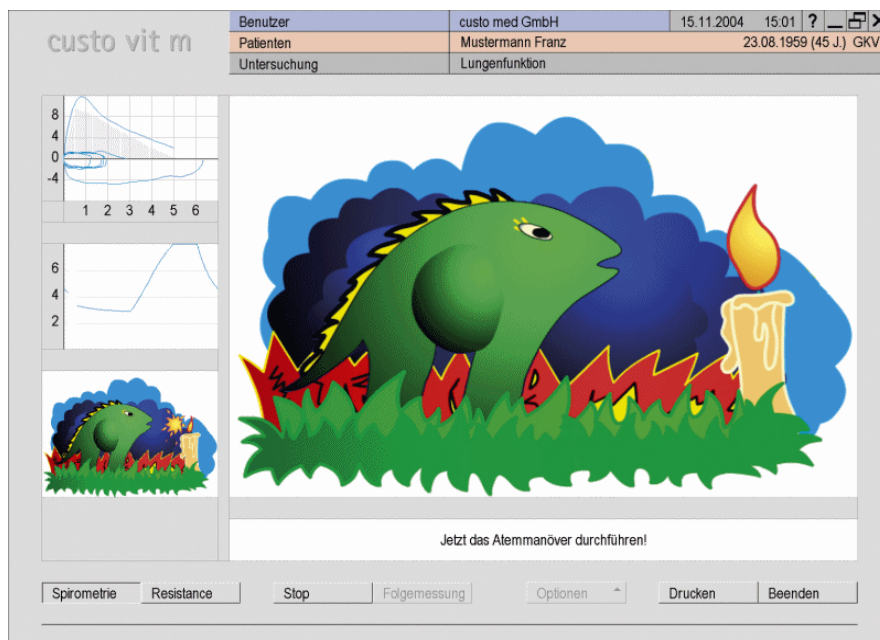 custo vit m
Benutzer custo med GmbH 15.11.2004 15:01 ?
Patienten Mustermann Franz 23.08.1959 (45 J.) GKV
Untersuchung Lungenfunktion
8
4
0
-4
1 2 3 4 5 6
6
4
2
Jetzt das Atemmanöver durchführen!
Spirometrie Resistance Stop Folgemessung Optionen Drucken Beenden